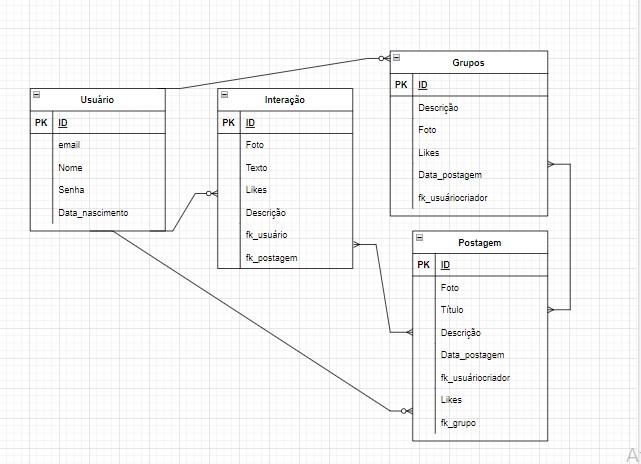 Usuário
PK ID
email
Nome
Senha
Data_nascimento
Interação
PK ID
Foto
Texto
Likes
Descrição
fk_usuário
fk_postagem
Grupos
PK ID
Descrição
Foto
Likes
Data_postagem
fk_usuáriocriador
Postagem
PK ID
Foto
Título
Descrição
Data_postagem
fk_usuáriocriador
Likes
fk_grupo
A